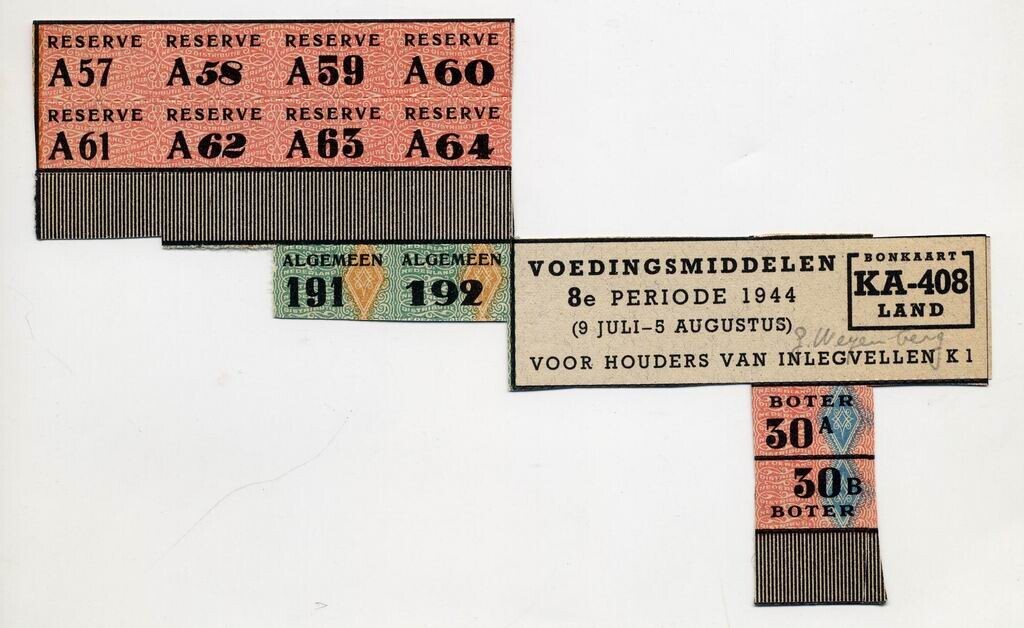 RESERVE RESERVE RESERVE RESERVE
A57 A58 A59 A60
RESERVE RESERVE RESERVE RESERVE
A61 A62 A63 A64
ALGEMEEN ALGEMEEN
191 192
VOEDINGSMIDDELEN
8e PERIODE 1944
(9 JULI-5 AUGUSTUS)
VOOR HOUDERS VAN INLEGVELLEN K1
BONKAART
KA-408
LAND
BOTER
30A
30B
BOTER